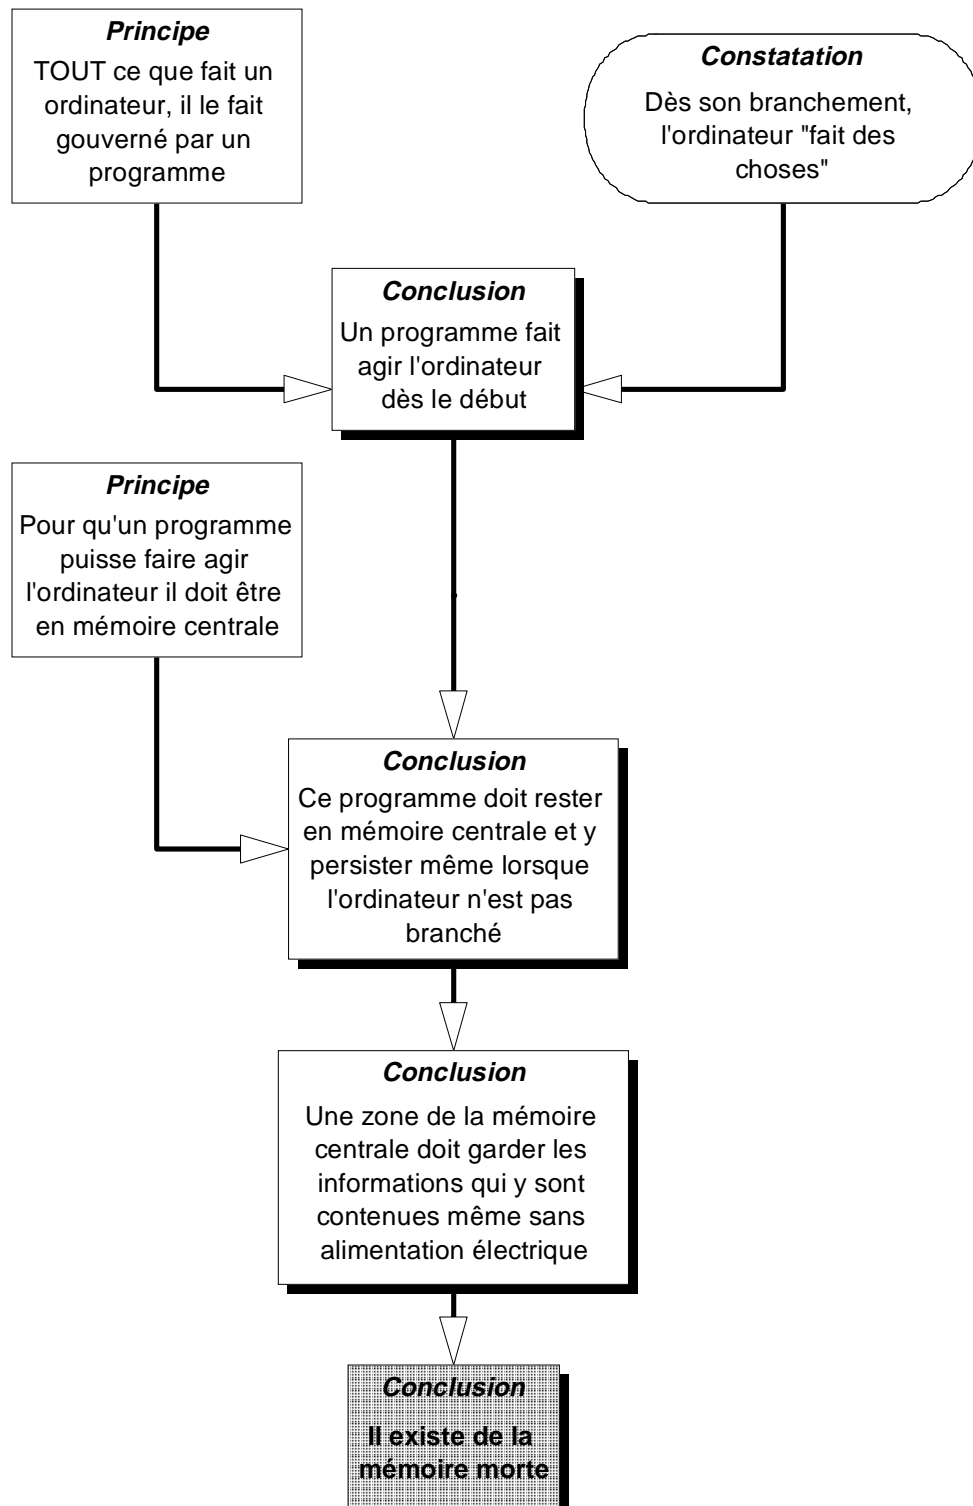 Principe
TOUT ce que fait un
ordinateur, il le fait
gouverné par un
programme
Constatation
Dès son branchement,
l'ordinateur "fait des
choses"
Conclusion
Un programme fait
agir l'ordinateur
dès le début
Principe
Pour qu'un programme
puisse faire agir
l'ordinateur il doit être
en mémoire centrale
Conclusion
Ce programme doit rester
en mémoire centrale et y
persister même lorsque
l'ordinateur n'est pas
branché
Conclusion
Une zone de la mémoire
centrale doit garder les
informations qui y sont
contenues même sans
alimentation électrique
Conclusion
Il existe de la
mémoire morte